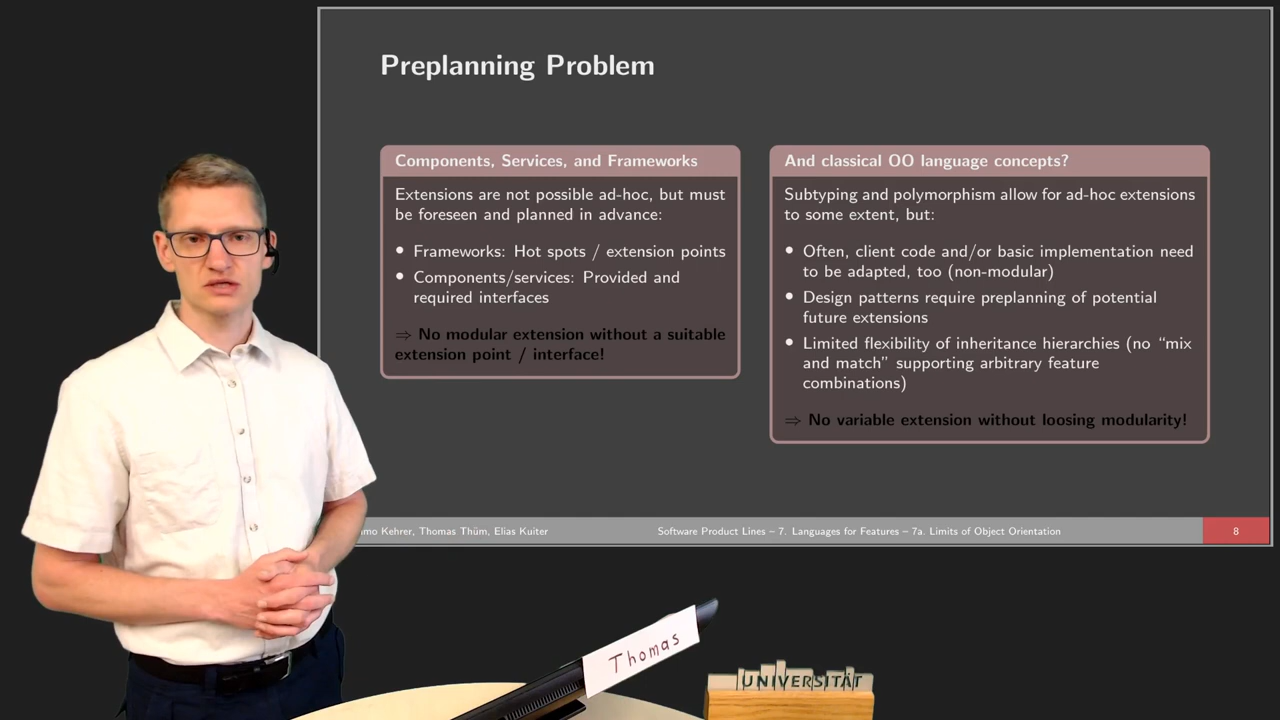 Preplanning Problem
Components, Services, and Frameworks
Extensions are not possible ad-hoc, but must
be foreseen and planned in advance:
• Frameworks: Hot spots / extension points
• Components/services: Provided and
required interfaces
⇒ No modular extension without a suitable
extension point / interface!
And classical OO language concepts?
Subtyping and polymorphism allow for ad-hoc extensions
to some extent, but:
• Often, client code and/or basic implementation need
to be adapted, too (non-modular)
• Design patterns require preplanning of potential
future extensions
• Limited flexibility of inheritance hierarchies (no “mix
and match” supporting arbitrary feature
combinations)
⇒ No variable extension without loosing modularity!
Kehrer, Thomas Thüm, Elias Kuiter
Software Product Lines – 7. Languages for Features – 7a. Limits of Object Orientation
8
Thomas
UNIVERSITÄT